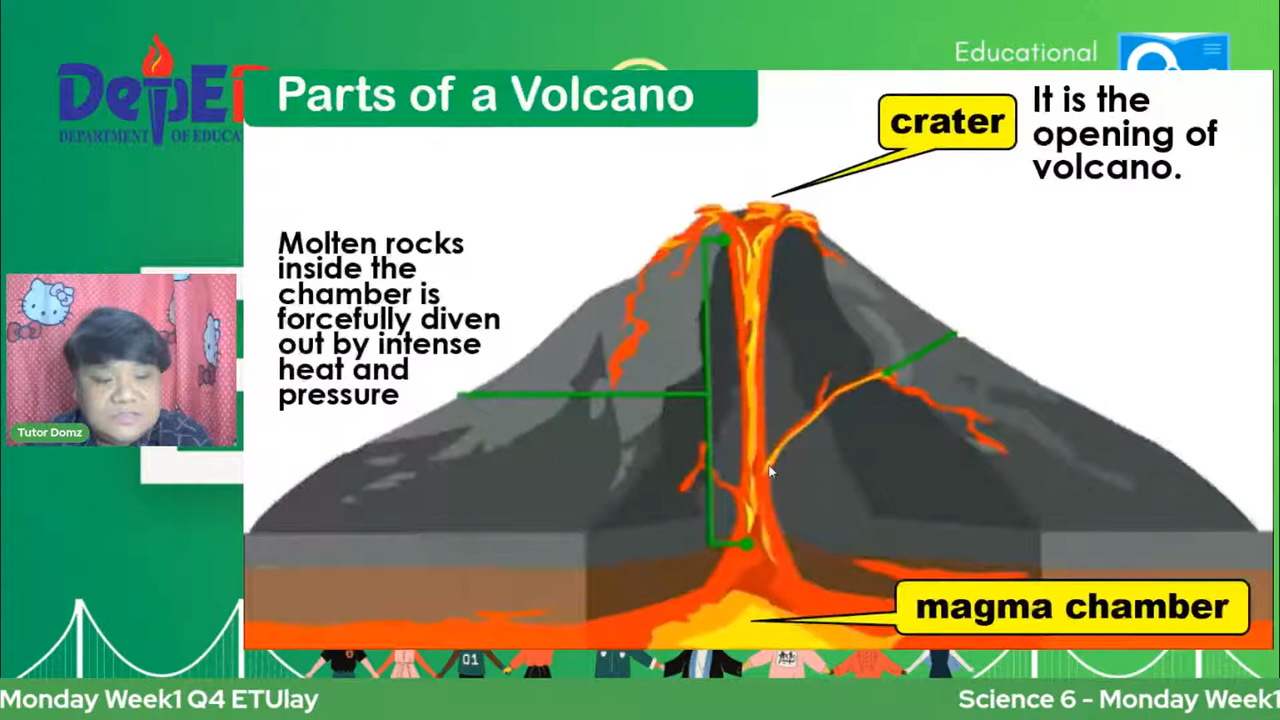 DepED
DEPARTMENT OF EDUCA
Educational
Parts of a Volcano
crater
It is the
opening of
volcano.
Molten rocks
inside the
chamber is
forcefully diven
out by intense
heat and
pressure
Tutor Domz
magma chamber
01
Monday Week1 Q4 ETUlay
Science 6 - Monday Week1